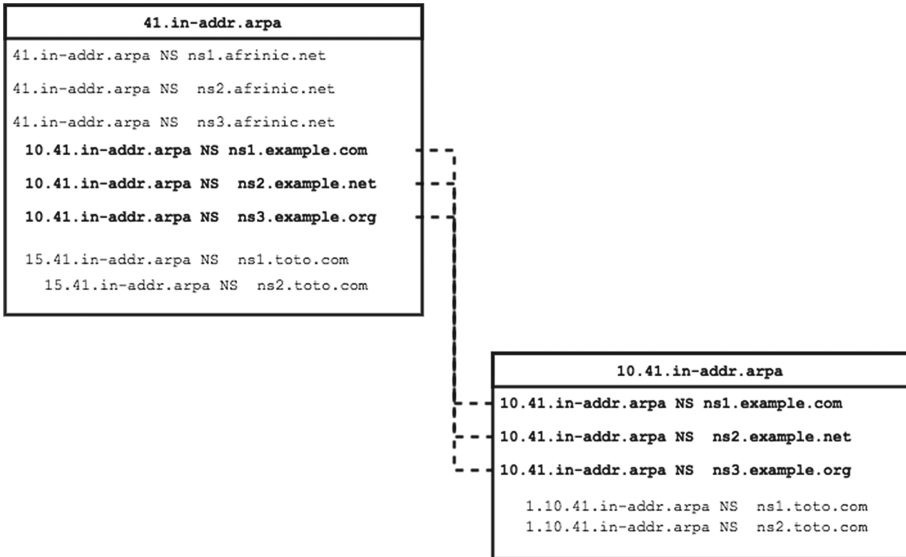 41.in-addr.arpa
41.in-addr.arpa NS ns1.afrinic.net
41.in-addr.arpa NS ns2.afrinic.net
41.in-addr.arpa NS ns3.afrinic.net
10.41.in-addr.arpa NS ns1.example.com
10.41.in-addr.arpa NS ns2.example.net
10.41.in-addr.arpa NS ns3.example.org
15.41.in-addr.arpa NS ns1.toto.com
15.41.in-addr.arpa NS ns2.toto.com
10.41.in-addr.arpa
10.41.in-addr.arpa NS ns1.example.com
10.41.in-addr.arpa NS ns2.example.net
10.41.in-addr.arpa NS ns3.example.org
1.10.41.in-addr.arpa NS ns1.toto.com
1.10.41.in-addr.arpa NS ns2.toto.com